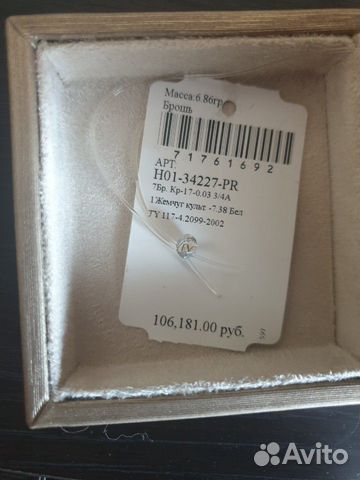 Масса:6.86гр.
Брошь
71761692
АРТ.
H01-34227-PR
7Бр. Кр-17-0.03 3/4А
1Жемчуг культ. -7.38 Бел
ТУ 117-4.2099-2002
106,181.00 руб.
Avito